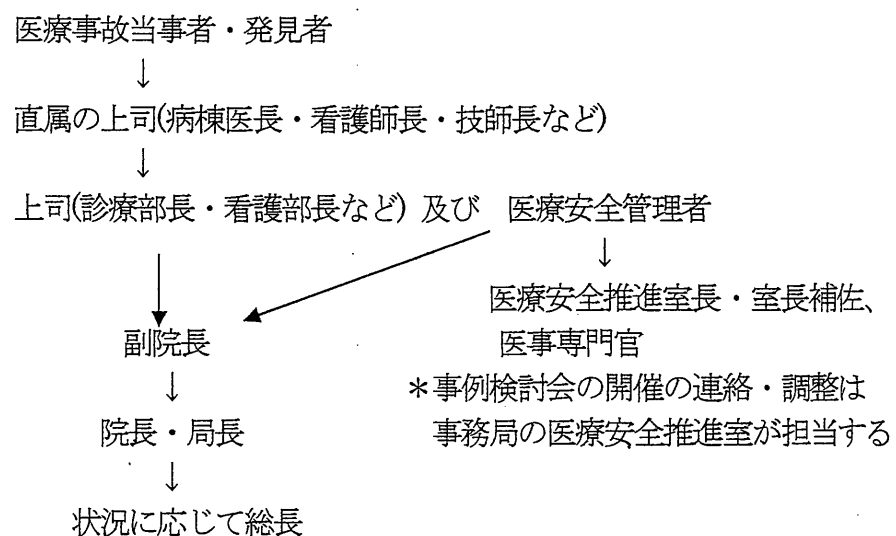 医療事故当事者・発見者
↓
直属の上司(病棟医長・看護師長・技師長など)
↓
上司(診療部長・看護部長など) 及び 医療安全管理者
↓
医療安全推進室長・室長補佐、
副院長
医事専門官
↓
＊事例検討会の開催の連絡・調整は
院長・局長
事務局の医療安全推進室が担当する
↓
状況に応じて総長